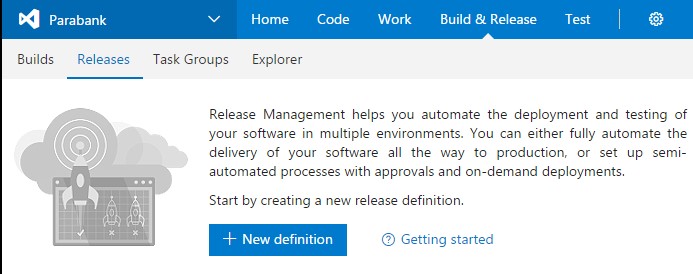 Parabank Home Code Work Build & Release Test
Builds Releases Task Groups Explorer
Release Management helps you automate the deployment and testing of
your software in multiple environments. You can either fully automate the
delivery of your software all the way to production, or set up semi-
automated processes with approvals and on-demand deployments.
Start by creating a new release definition.
+ New definition ? Getting started